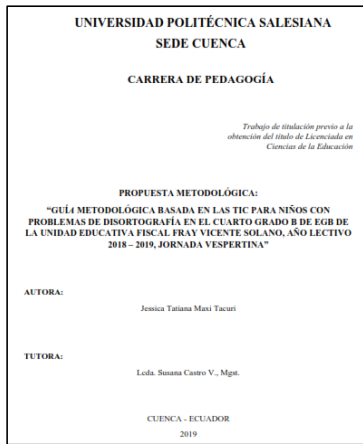 UNIVERSIDAD POLITÉCNICA SALESIANA
SEDE CUENCA
CARRERA DE PEDAGOGÍA
Trabajo de titulación previo a la
obtención del título de Licenciada en
Ciencias de la Educación
PROPUESTA METODOLÓGICA:
“GUÍA METODOLÓGICA BASADA EN LAS TIC PARA NIÑOS CON
PROBLEMAS DE DISORTOGRAFÍA EN EL CUARTO GRADO B DE EGB DE
LA UNIDAD EDUCATIVA FISCAL FRAY VICENTE SOLANO, AÑO LECTIVO
2018 – 2019, JORNADA VESPERTINA”
AUTORA:
Jessica Tatiana Maxi Tacuri
TUTORA:
Lcda. Susana Castro V., Mgst.
CUENCA - ECUADOR
2019